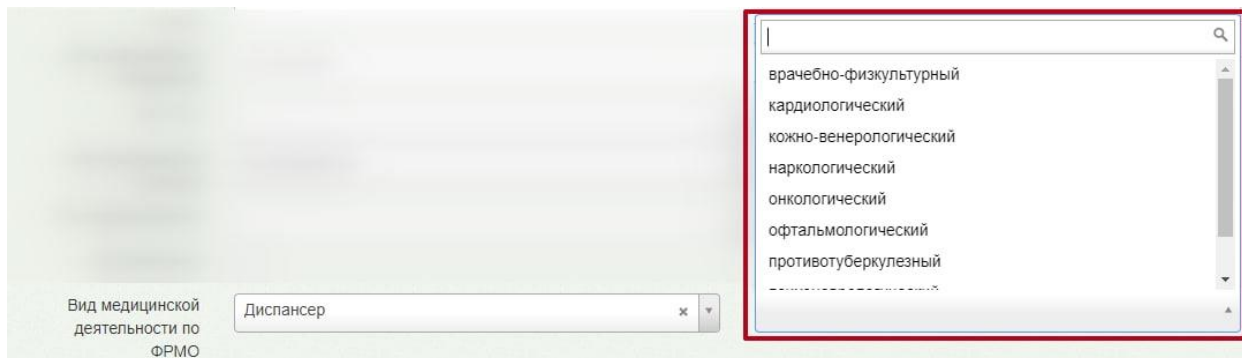 врачебно-физкультурный
кардиологический
кожно-венерологический
наркологический
онкологический
офтальмологический
противотуберкулезный
Вид медицинской
деятельности по
ФРМО
Диспансер